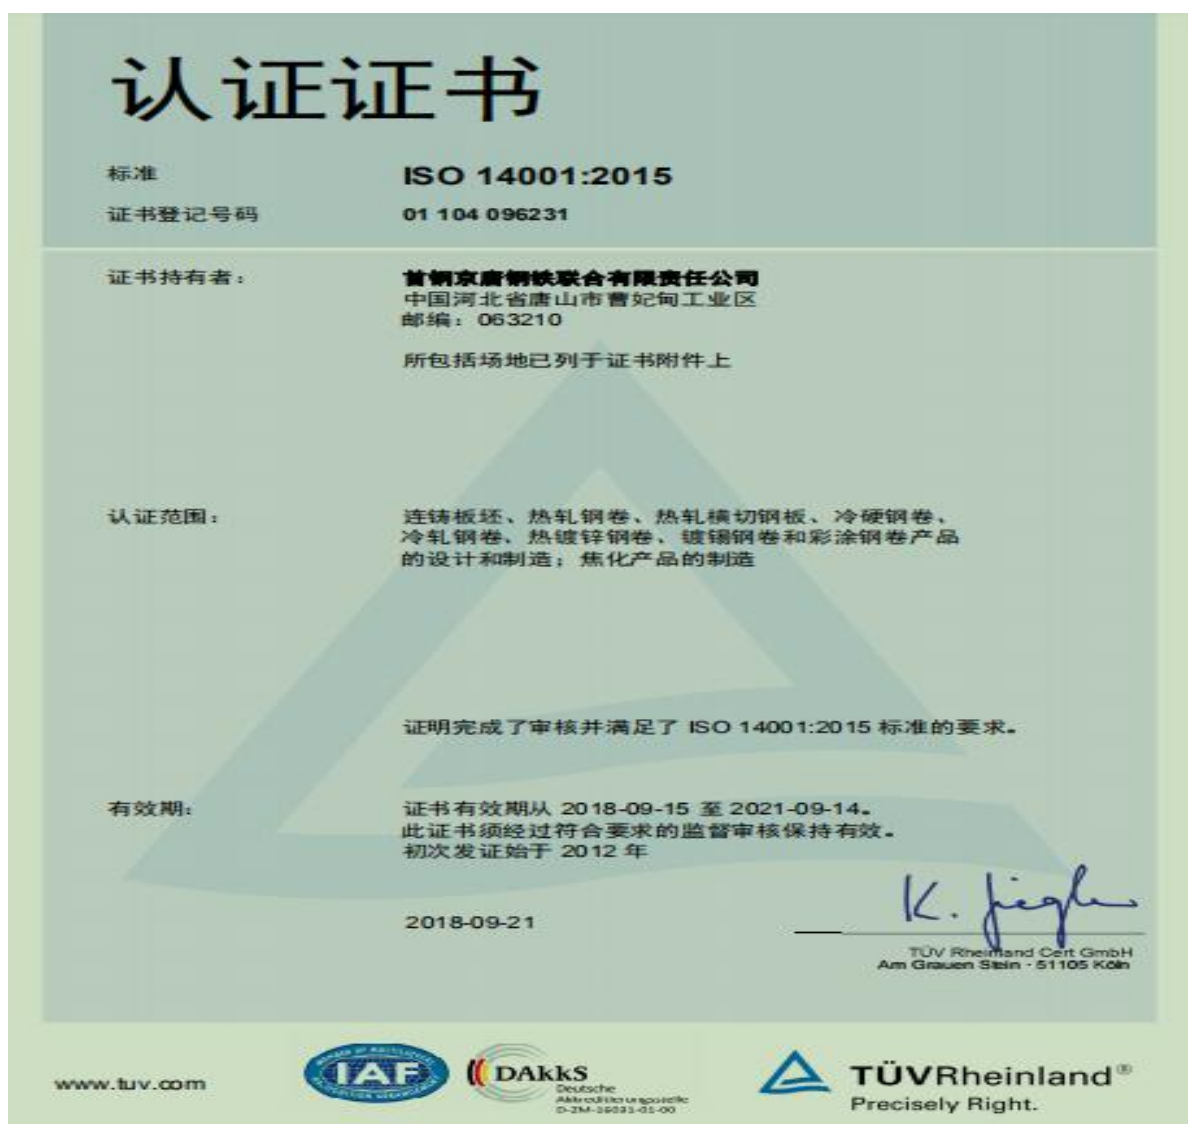 认证证书
标准 ISO 14001:2015
证书登记号码 01 104 096231
证书持有者: 首钢京唐钢铁联合有限责任公司
中国河北省唐山市曹妃甸工业区
邮编: 063210
所包括场地已列于证书附件上
认证范围: 连铸板坯、热轧钢卷、热轧横切钢板、冷硬钢卷、
冷轧钢卷、热镀锌钢卷、镀锡钢卷和彩涂钢卷产品
的设计和制造; 焦化产品的制造
证明完成了审核并满足了 ISO 14001:2015 标准的要求。
有效期: 证书有效期从 2018-09-15 至 2021-09-14。
此证书须经过符合要求的监督审核保持有效。
初次发证始于 2012 年
2018-09-21
TÜV Rheinland Cert GmbH
Am Grauen Stein · 51105 Köln
www.tuv.com
IAF
DAkkS
Deutsche
Akkreditierungsstelle
TÜVRheinland®
Precisely Right.